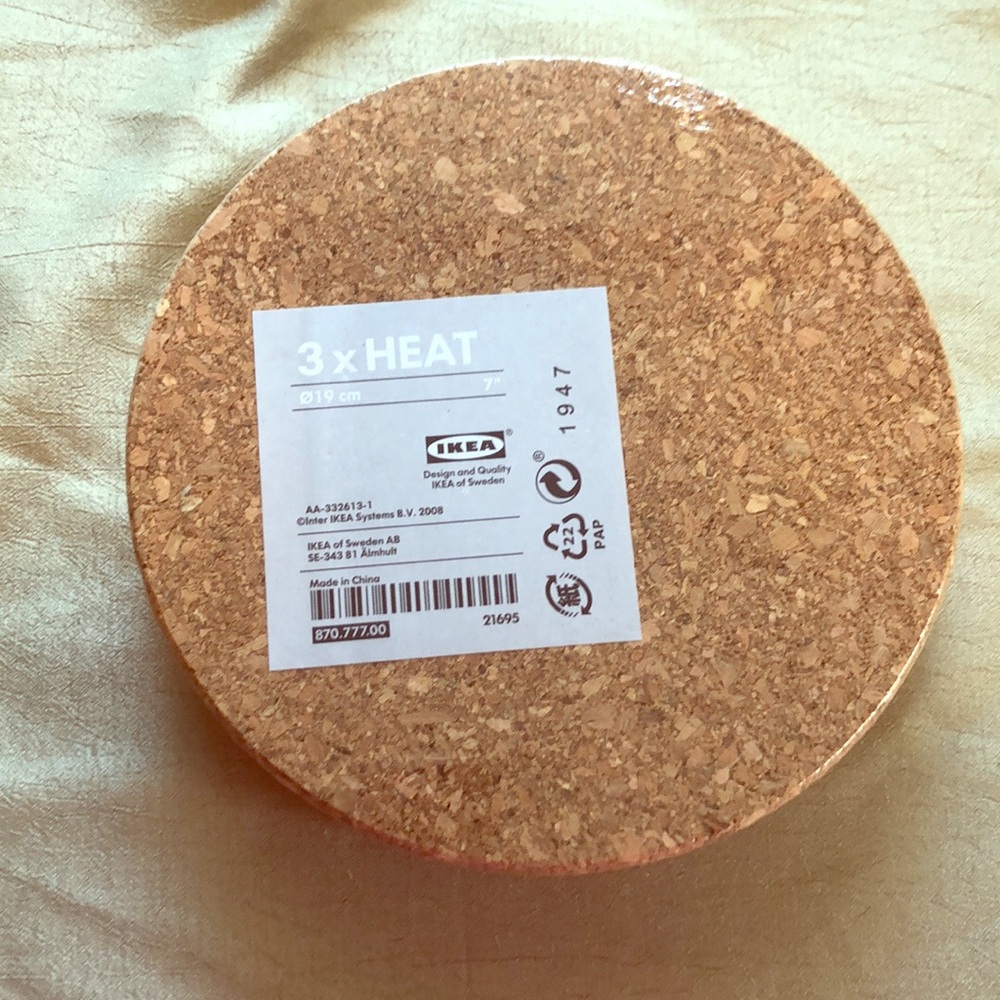 3 x HEAT
Ø19 cm 7"
1947
IKEA®
Design and Quality
IKEA of Sweden
®
AA-332613-1
©Inter IKEA Systems B.V. 2008
22
PAP
IKEA of Sweden AB
SE-343 81 Älmhult
Made in China
紙
21695
870.777.00